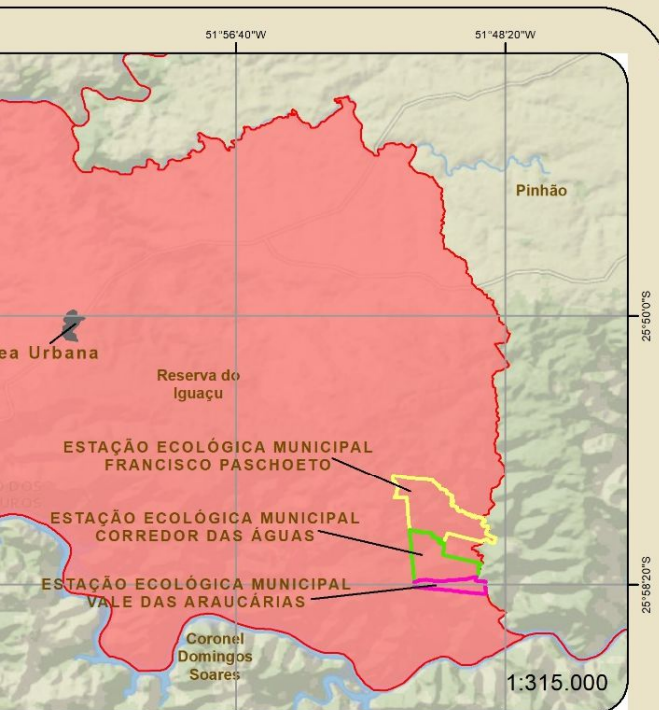 51°56'40"W
51°48'20"W
Pinhão
25°50'0"S
ea Urbana
Reserva do
Iguaçu
ESTAÇÃO ECOLÓGICA MUNICIPAL
FRANCISCO PASCHOETO
ESTAÇÃO ECOLÓGICA MUNICIPAL
CORREDOR DAS ÁGUAS
ESTAÇÃO ECOLÓGICA MUNICIPAL
VALE DAS ARAUCÁRIAS
25°58'20"S
Coronel
Domingos
Soares
1:315.000